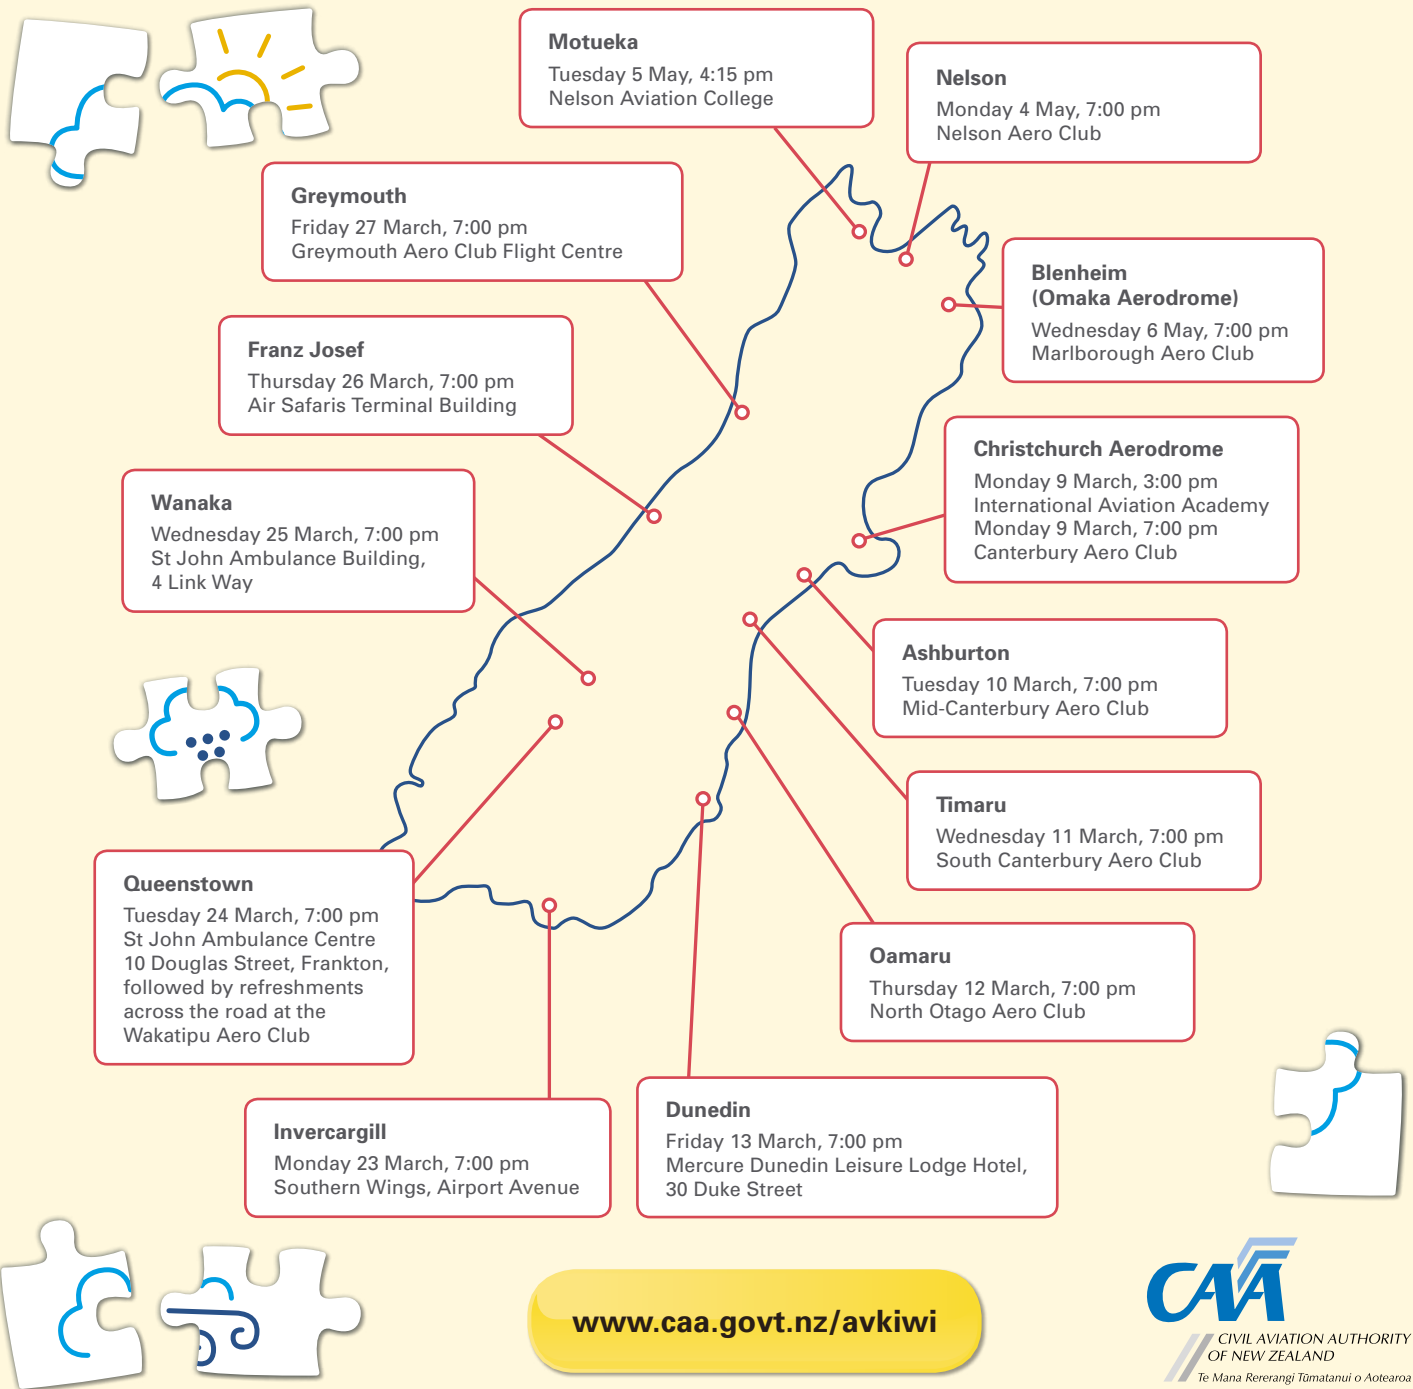 Motueka
Tuesday 5 May, 4:15 pm
Nelson Aviation College
Nelson
Monday 4 May, 7:00 pm
Nelson Aero Club
Greymouth
Friday 27 March, 7:00 pm
Greymouth Aero Club Flight Centre
Blenheim
(Omaka Aerodrome)
Wednesday 6 May, 7:00 pm
Marlborough Aero Club
Franz Josef
Thursday 26 March, 7:00 pm
Air Safaris Terminal Building
Christchurch Aerodrome
Monday 9 March, 3:00 pm
International Aviation Academy
Monday 9 March, 7:00 pm
Canterbury Aero Club
Wanaka
Wednesday 25 March, 7:00 pm
St John Ambulance Building,
4 Link Way
Ashburton
Tuesday 10 March, 7:00 pm
Mid-Canterbury Aero Club
Timaru
Wednesday 11 March, 7:00 pm
South Canterbury Aero Club
Queenstown
Tuesday 24 March, 7:00 pm
St John Ambulance Centre
10 Douglas Street, Frankton,
followed by refreshments
across the road at the
Wakatipu Aero Club
Oamaru
Thursday 12 March, 7:00 pm
North Otago Aero Club
Invercargill
Monday 23 March, 7:00 pm
Southern Wings, Airport Avenue
Dunedin
Friday 13 March, 7:00 pm
Mercure Dunedin Leisure Lodge Hotel,
30 Duke Street
www.caa.govt.nz/avkiwi
CAA
CIVIL AVIATION AUTHORITY
OF NEW ZEALAND
Te Mana Rererangi Tūmatanui o Aotearoa